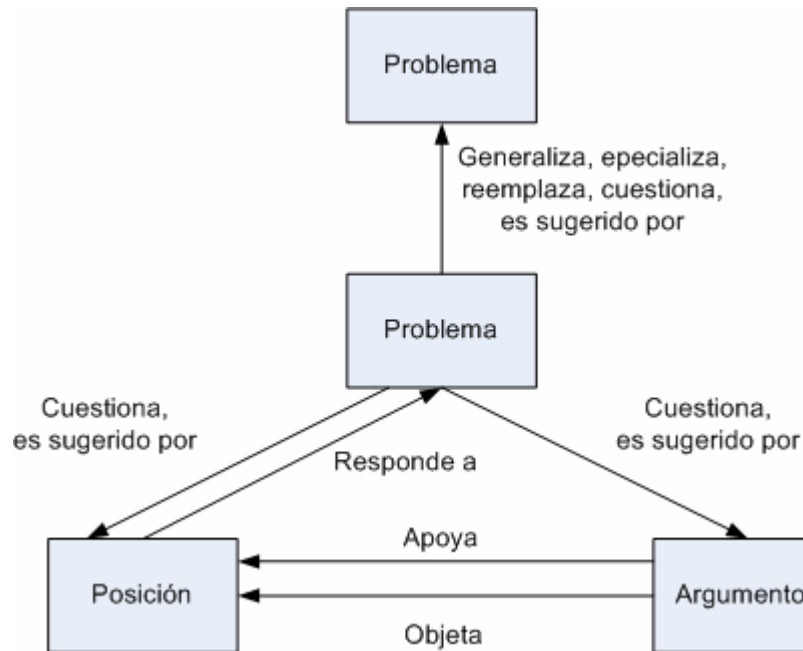 Problema
Generaliza, epecializa,
reemplaza, cuestiona,
es sugerido por
Problema
Cuestiona,
es sugerido por
Cuestiona,
es sugerido por
Responde a
Apoya
Posición
Argumento
Objeta